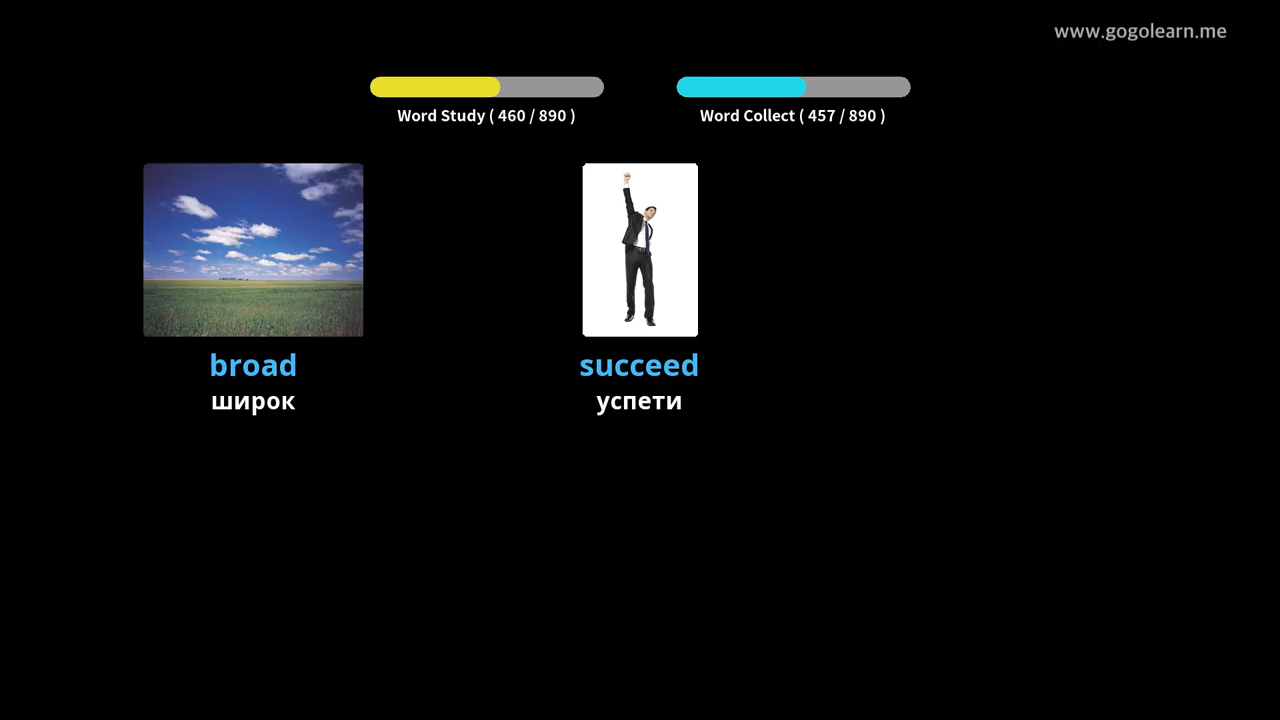 www.gogolearn.me
Word Study ( 460 / 890 )
Word Collect ( 457 / 890 )
broad
широк
succeed
успети